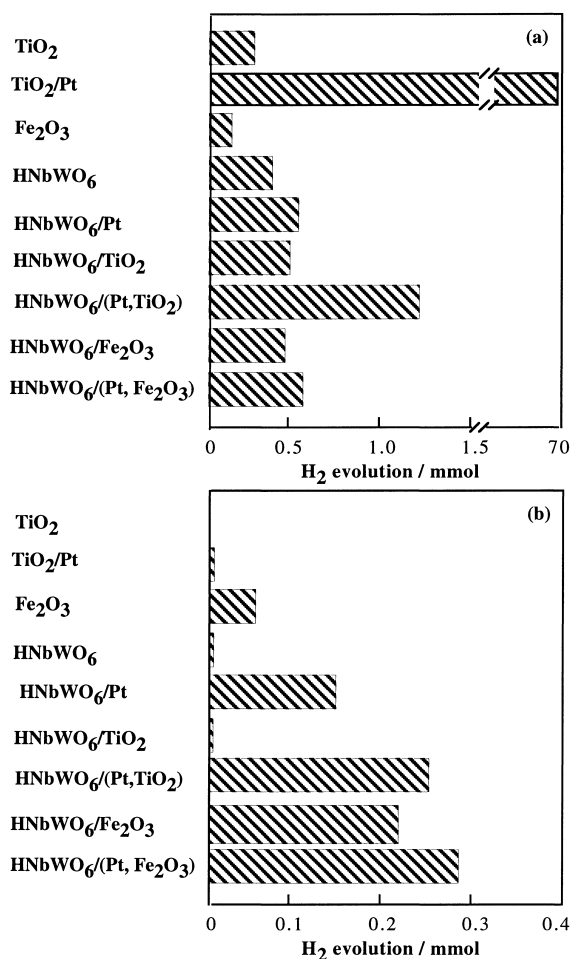 (a)
TiO2
TiO2/Pt
Fe2O3
HNbWO6
HNbWO6/Pt
HNbWO6/TiO2
HNbWO6/(Pt,TiO2)
HNbWO6/Fe2O3
HNbWO6/(Pt, Fe2O3)
0 0.5 1.0 1.5 70
H2 evolution / mmol
(b)
TiO2
TiO2/Pt
Fe2O3
HNbWO6
HNbWO6/Pt
HNbWO6/TiO2
HNbWO6/(Pt,TiO2)
HNbWO6/Fe2O3
HNbWO6/(Pt, Fe2O3)
0 0.1 0.2 0.3 0.4
H2 evolution / mmol